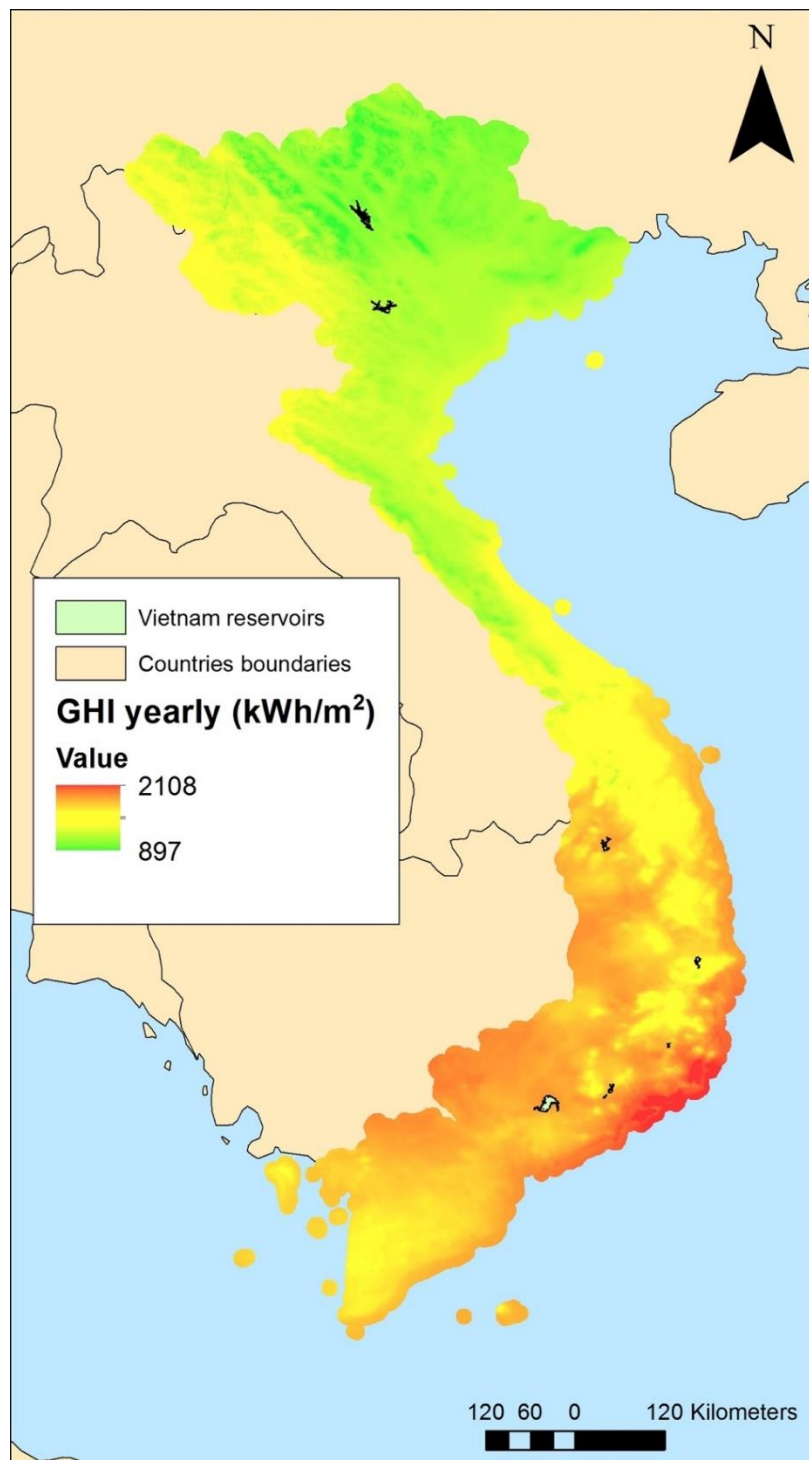 N
Vietnam reservoirs
Countries boundaries
GHI yearly (kWh/m²)
Value
2108
897
120 60 0 120 Kilometers